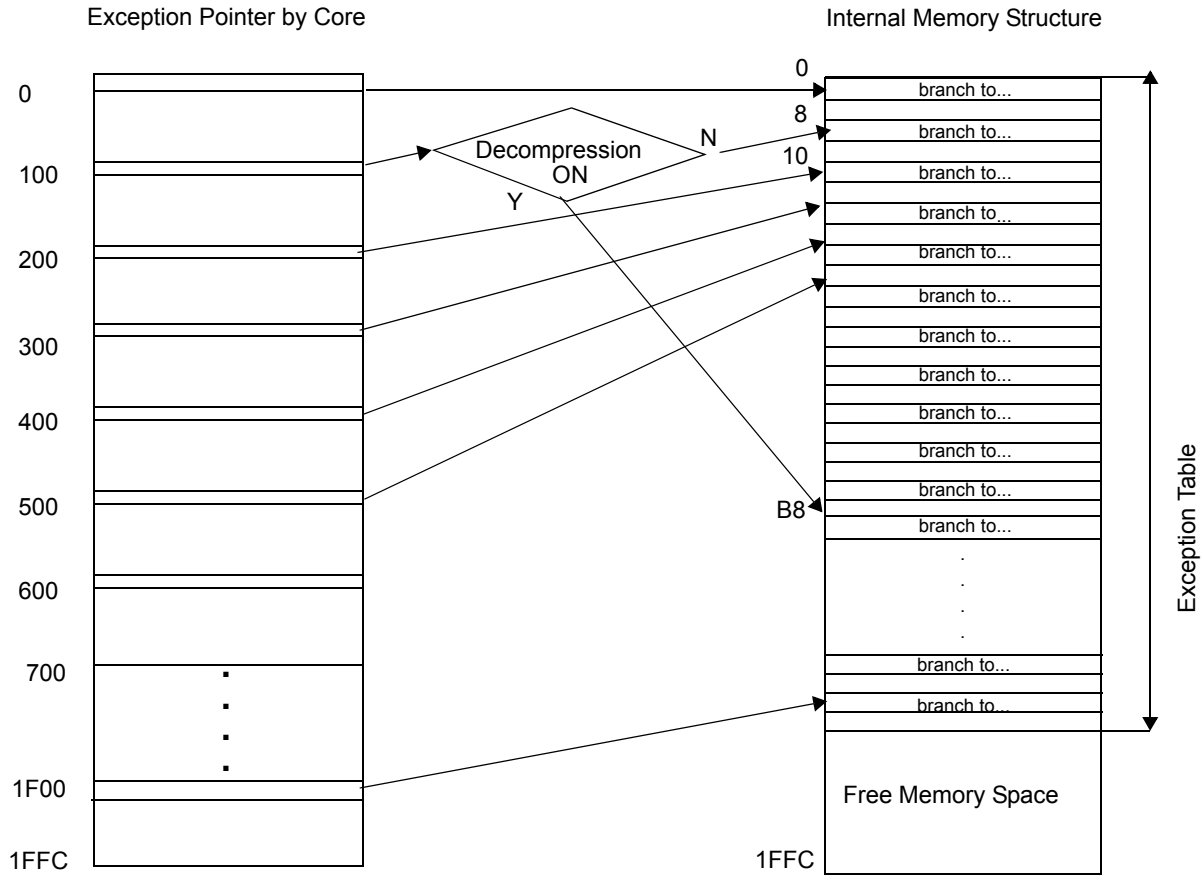 Exception Pointer by Core
0
100
200
300
400
500
600
700
1F00
1FFC
Decompression
ON
N
Y
Internal Memory Structure
0
8
10
B8
1FFC
branch to...
branch to...
branch to...
branch to...
branch to...
branch to...
branch to...
branch to...
branch to...
branch to...
branch to...
branch to...
.
.
.
.
branch to...
branch to...
Free Memory Space
Exception Table